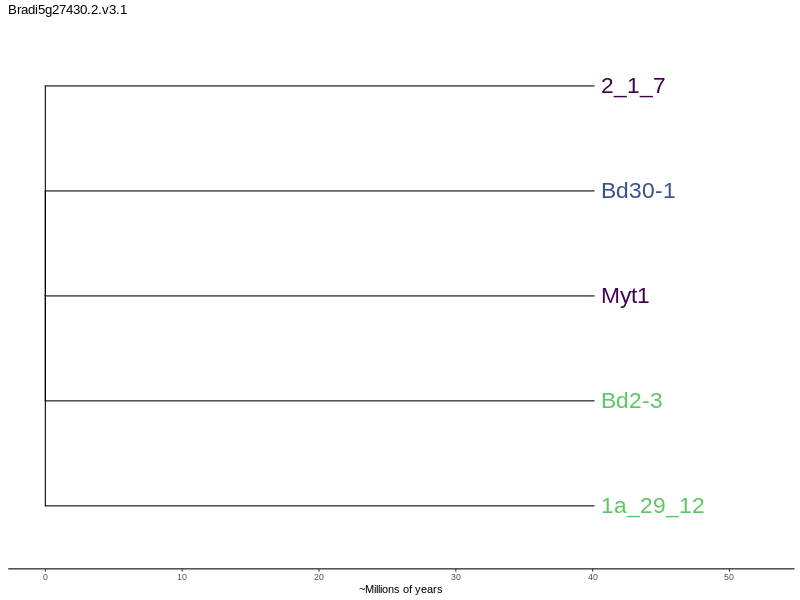 Bradi5g27430.2.v3.1
2_1_7
Bd30-1
Myt1
Bd2-3
1a_29_12
0 10 20 30 40 50
~Millions of years